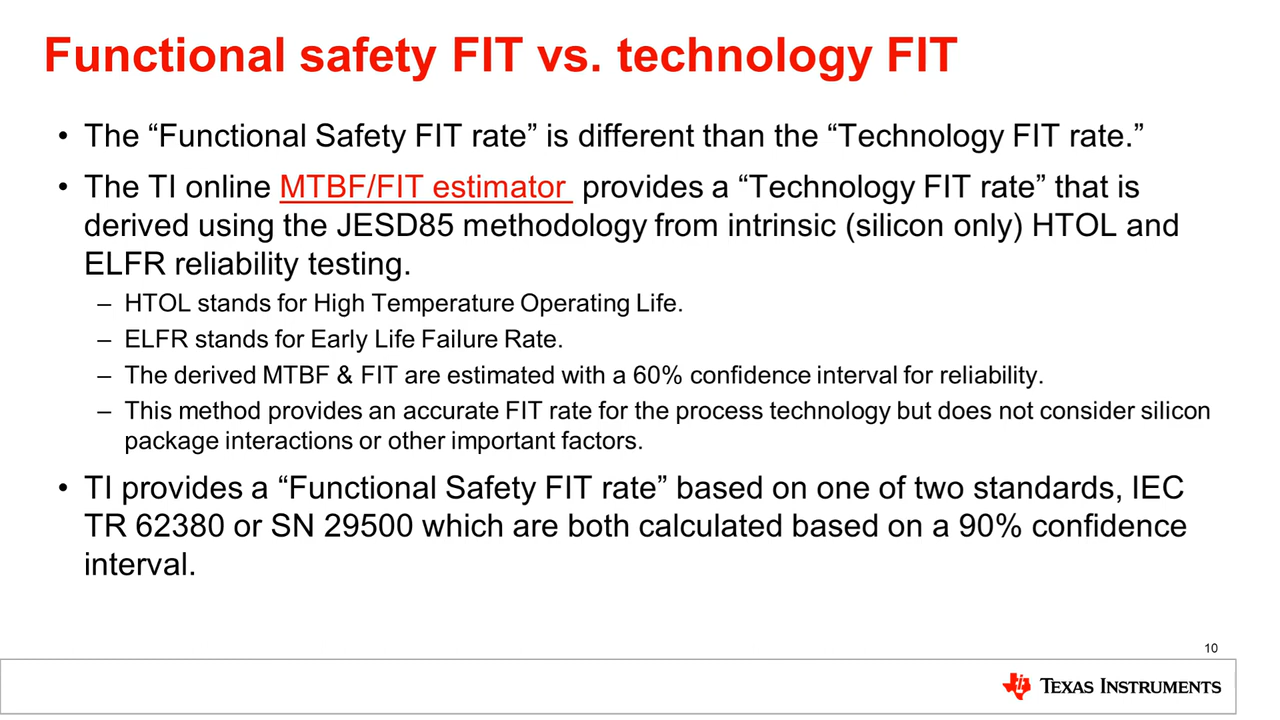 Functional safety FIT vs. technology FIT
• The “Functional Safety FIT rate” is different than the “Technology FIT rate.”
• The TI online MTBF/FIT estimator provides a “Technology FIT rate” that is
derived using the JESD85 methodology from intrinsic (silicon only) HTOL and
ELFR reliability testing.
– HTOL stands for High Temperature Operating Life.
– ELFR stands for Early Life Failure Rate.
– The derived MTBF & FIT are estimated with a 60% confidence interval for reliability.
– This method provides an accurate FIT rate for the process technology but does not consider silicon
package interactions or other important factors.
• TI provides a “Functional Safety FIT rate” based on one of two standards, IEC
TR 62380 or SN 29500 which are both calculated based on a 90% confidence
interval.
10
TEXAS INSTRUMENTS